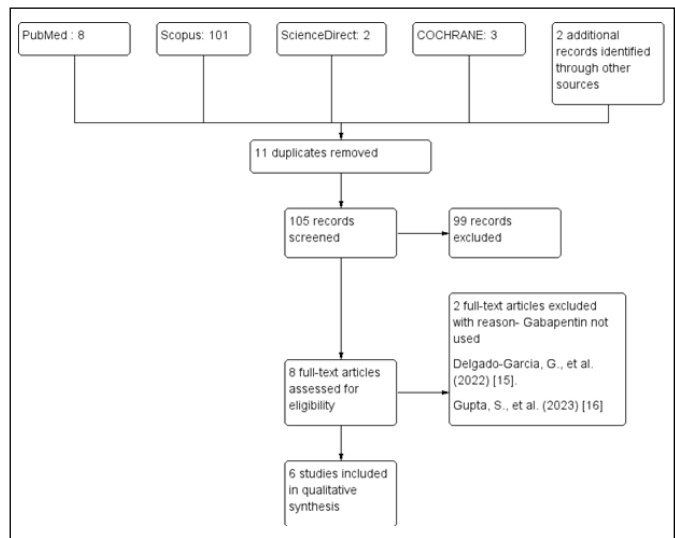 PubMed : 8
Scopus: 101
ScienceDirect: 2
COCHRANE: 3
2 additional
records identified
through other
sources
11 duplicates removed
105 records
screened
99 records
excluded
2 full-text articles excluded
with reason- Gabapentin not
used
Delgado-Garcia, G., et al.
(2022) [15].
Gupta, S., et al. (2023) [16]
8 full-text articles
assessed for
eligibility
6 studies included
in qualitative
synthesis